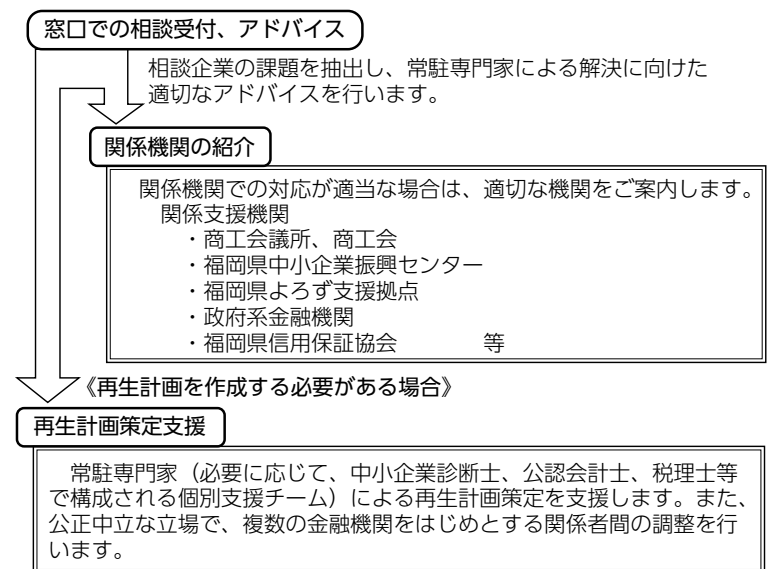 窓口での相談受付、アドバイス
相談企業の課題を抽出し、常駐専門家による解決に向けた
適切なアドバイスを行います。
関係機関の紹介
関係機関での対応が適当な場合は、適切な機関をご案内します。
関係支援機関
・商工会議所、商工会
・福岡県中小企業振興センター
・福岡県よろず支援拠点
・政府系金融機関
・福岡県信用保証協会　　　　等
《再生計画を作成する必要がある場合》
再生計画策定支援
常駐専門家（必要に応じて、中小企業診断士、公認会計士、税理士等
で構成される個別支援チーム）による再生計画策定を支援します。また、
公正中立な立場で、複数の金融機関をはじめとする関係者間の調整を行
います。